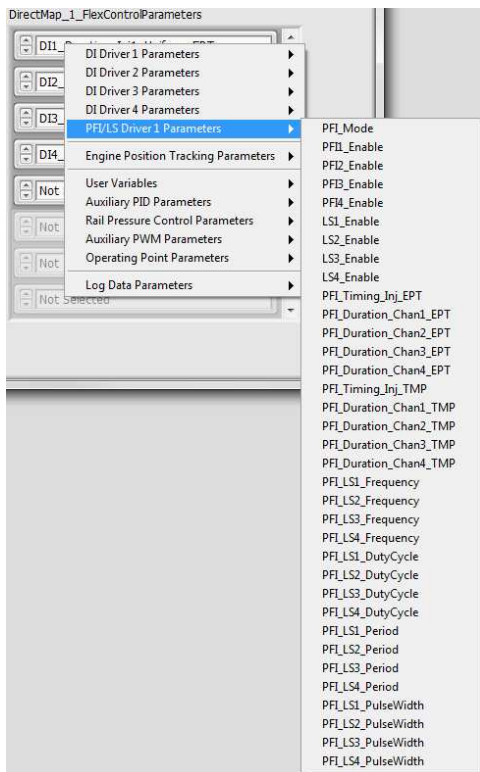 DirectMap_1_FlexControlParameters
DI1_
DI Driver 1 Parameters
DI2_
DI Driver 2 Parameters
DI Driver 3 Parameters
DI3_
DI Driver 4 Parameters
PFI/LS Driver 1 Parameters
DI4_
Engine Position Tracking Parameters
Not
User Variables
Auxiliary PID Parameters
Not
Rail Pressure Control Parameters
Auxiliary PWM Parameters
Not
Operating Point Parameters
Log Data Parameters
Not Selected
PFI_Mode
PFI1_Enable
PFI2_Enable
PFI3_Enable
PFI4_Enable
LS1_Enable
LS2_Enable
LS3_Enable
LS4_Enable
PFI_Timing_Inj_EPT
PFI_Duration_Chan1_EPT
PFI_Duration_Chan2_EPT
PFI_Duration_Chan3_EPT
PFI_Duration_Chan4_EPT
PFI_Timing_Inj_TMP
PFI_Duration_Chan1_TMP
PFI_Duration_Chan2_TMP
PFI_Duration_Chan3_TMP
PFI_Duration_Chan4_TMP
PFI_LS1_Frequency
PFI_LS2_Frequency
PFI_LS3_Frequency
PFI_LS4_Frequency
PFI_LS1_DutyCycle
PFI_LS2_DutyCycle
PFI_LS3_DutyCycle
PFI_LS4_DutyCycle
PFI_LS1_Period
PFI_LS2_Period
PFI_LS3_Period
PFI_LS4_Period
PFI_LS1_PulseWidth
PFI_LS2_PulseWidth
PFI_LS3_PulseWidth
PFI_LS4_PulseWidth